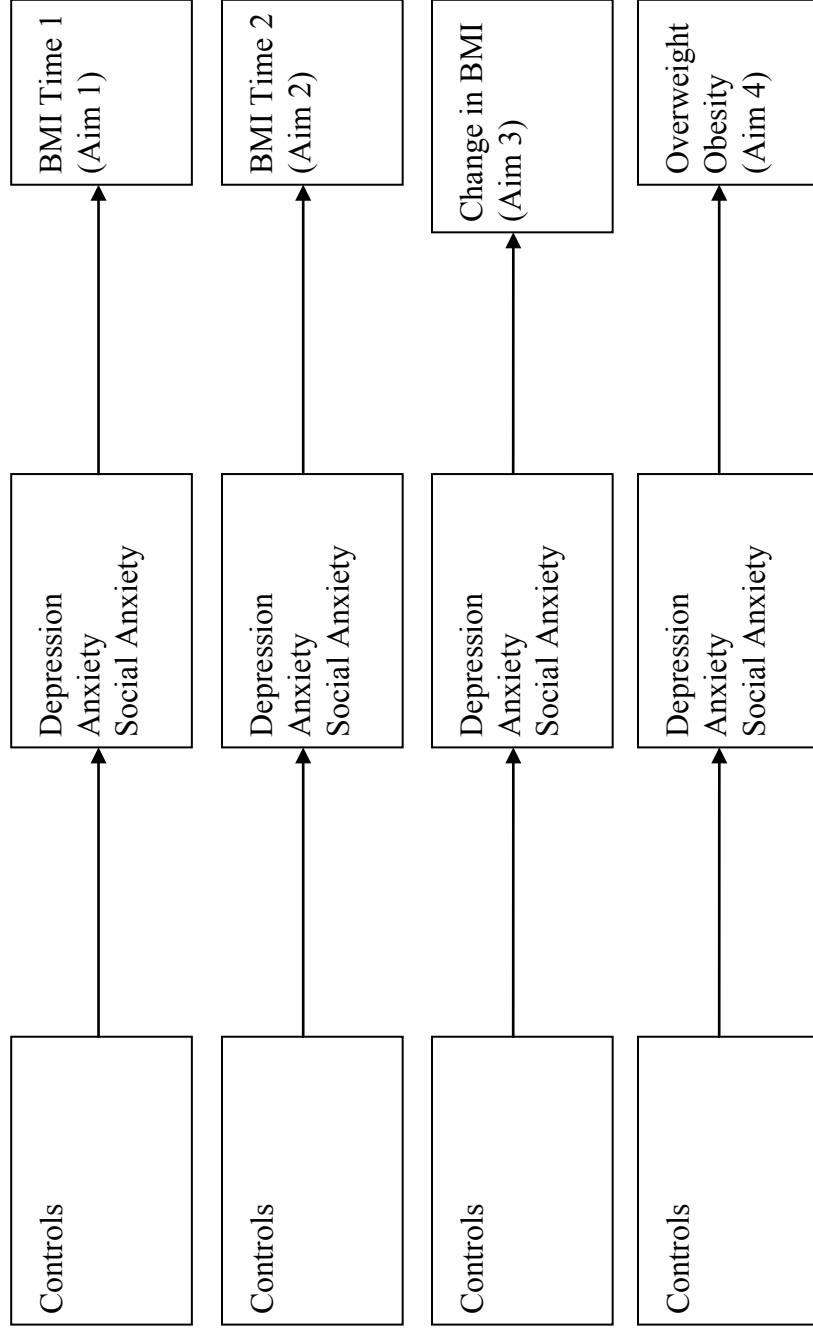 Controls
Depression
Anxiety
Social Anxiety
BMI Time 1
(Aim 1)
Controls
Depression
Anxiety
Social Anxiety
BMI Time 2
(Aim 2)
Controls
Depression
Anxiety
Social Anxiety
Change in BMI
(Aim 3)
Controls
Depression
Anxiety
Social Anxiety
Overweight
Obesity
(Aim 4)